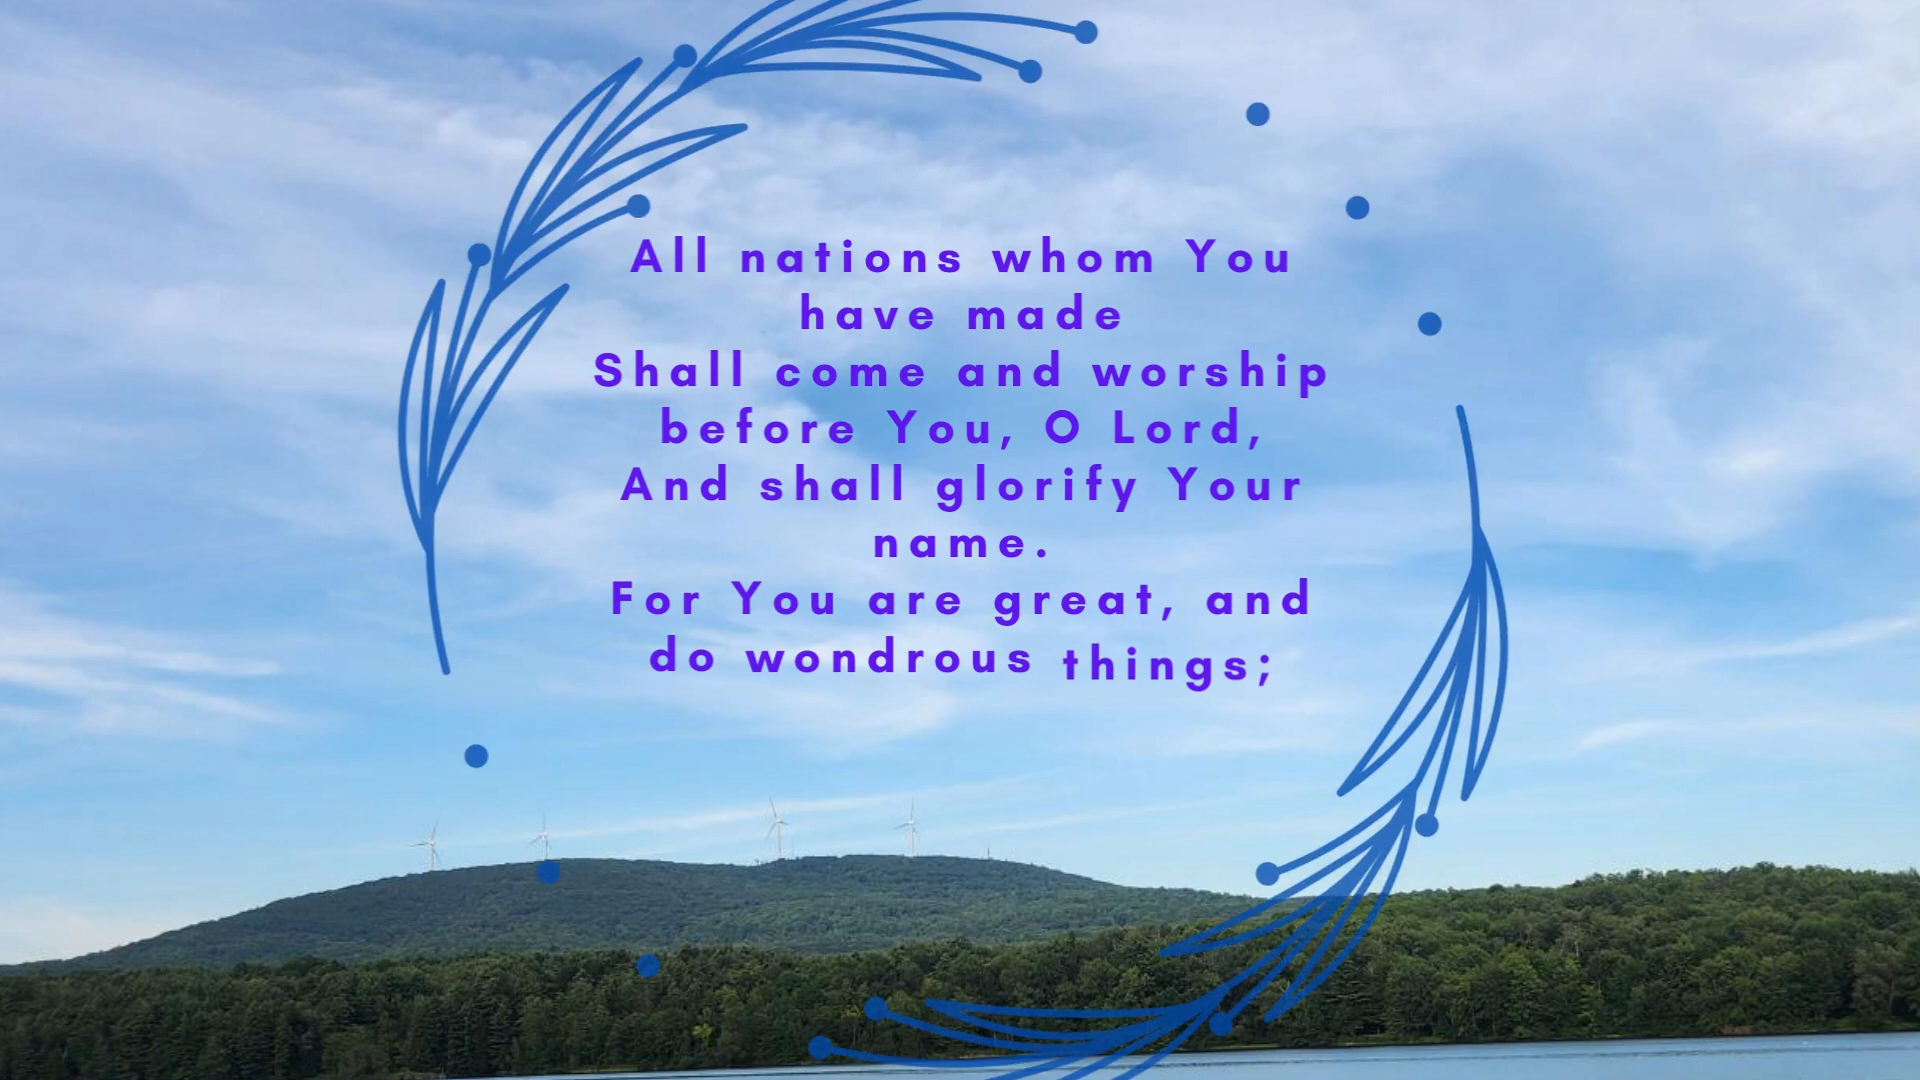 All nations whom You
have made
Shall come and worship
before You, O Lord,
And shall glorify Your
name.
For You are great, and
do wondrous things;